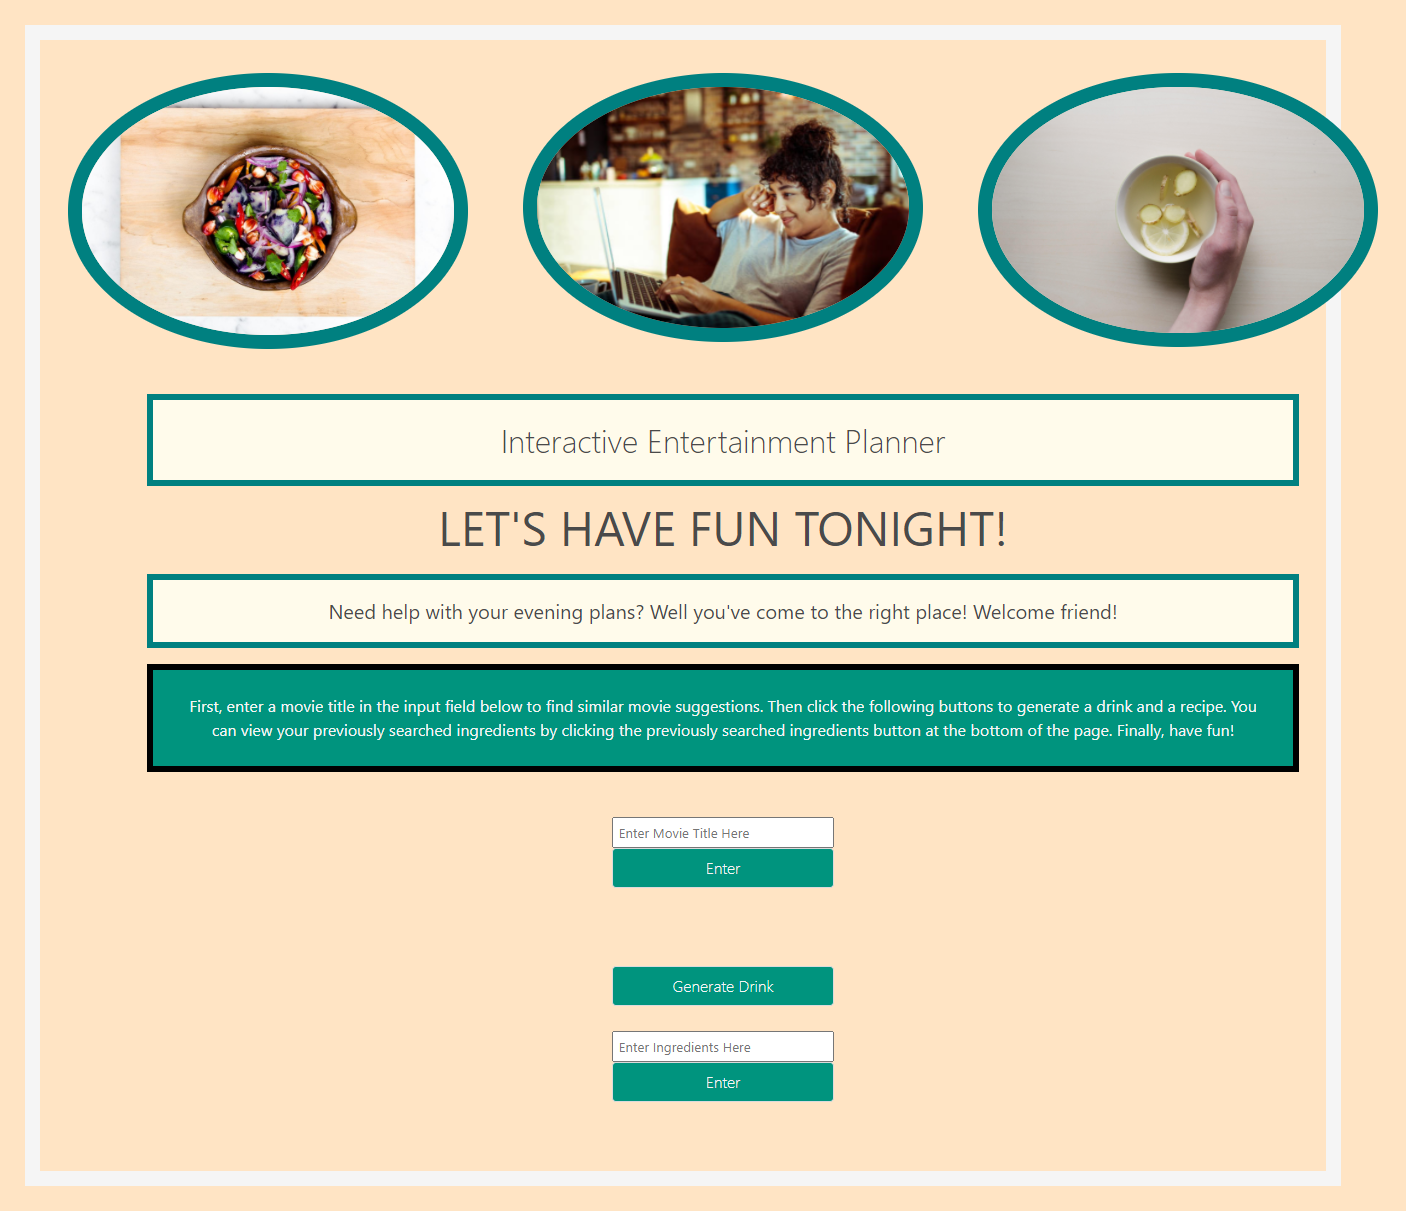 Interactive Entertainment Planner
LET'S HAVE FUN TONIGHT!
Need help with your evening plans? Well you've come to the right place! Welcome friend!
First, enter a movie title in the input field below to find similar movie suggestions. Then click the following buttons to generate a drink and a recipe. You
can view your previously searched ingredients by clicking the previously searched ingredients button at the bottom of the page. Finally, have fun!
Enter Movie Title Here
Enter
Generate Drink
Enter Ingredients Here
Enter